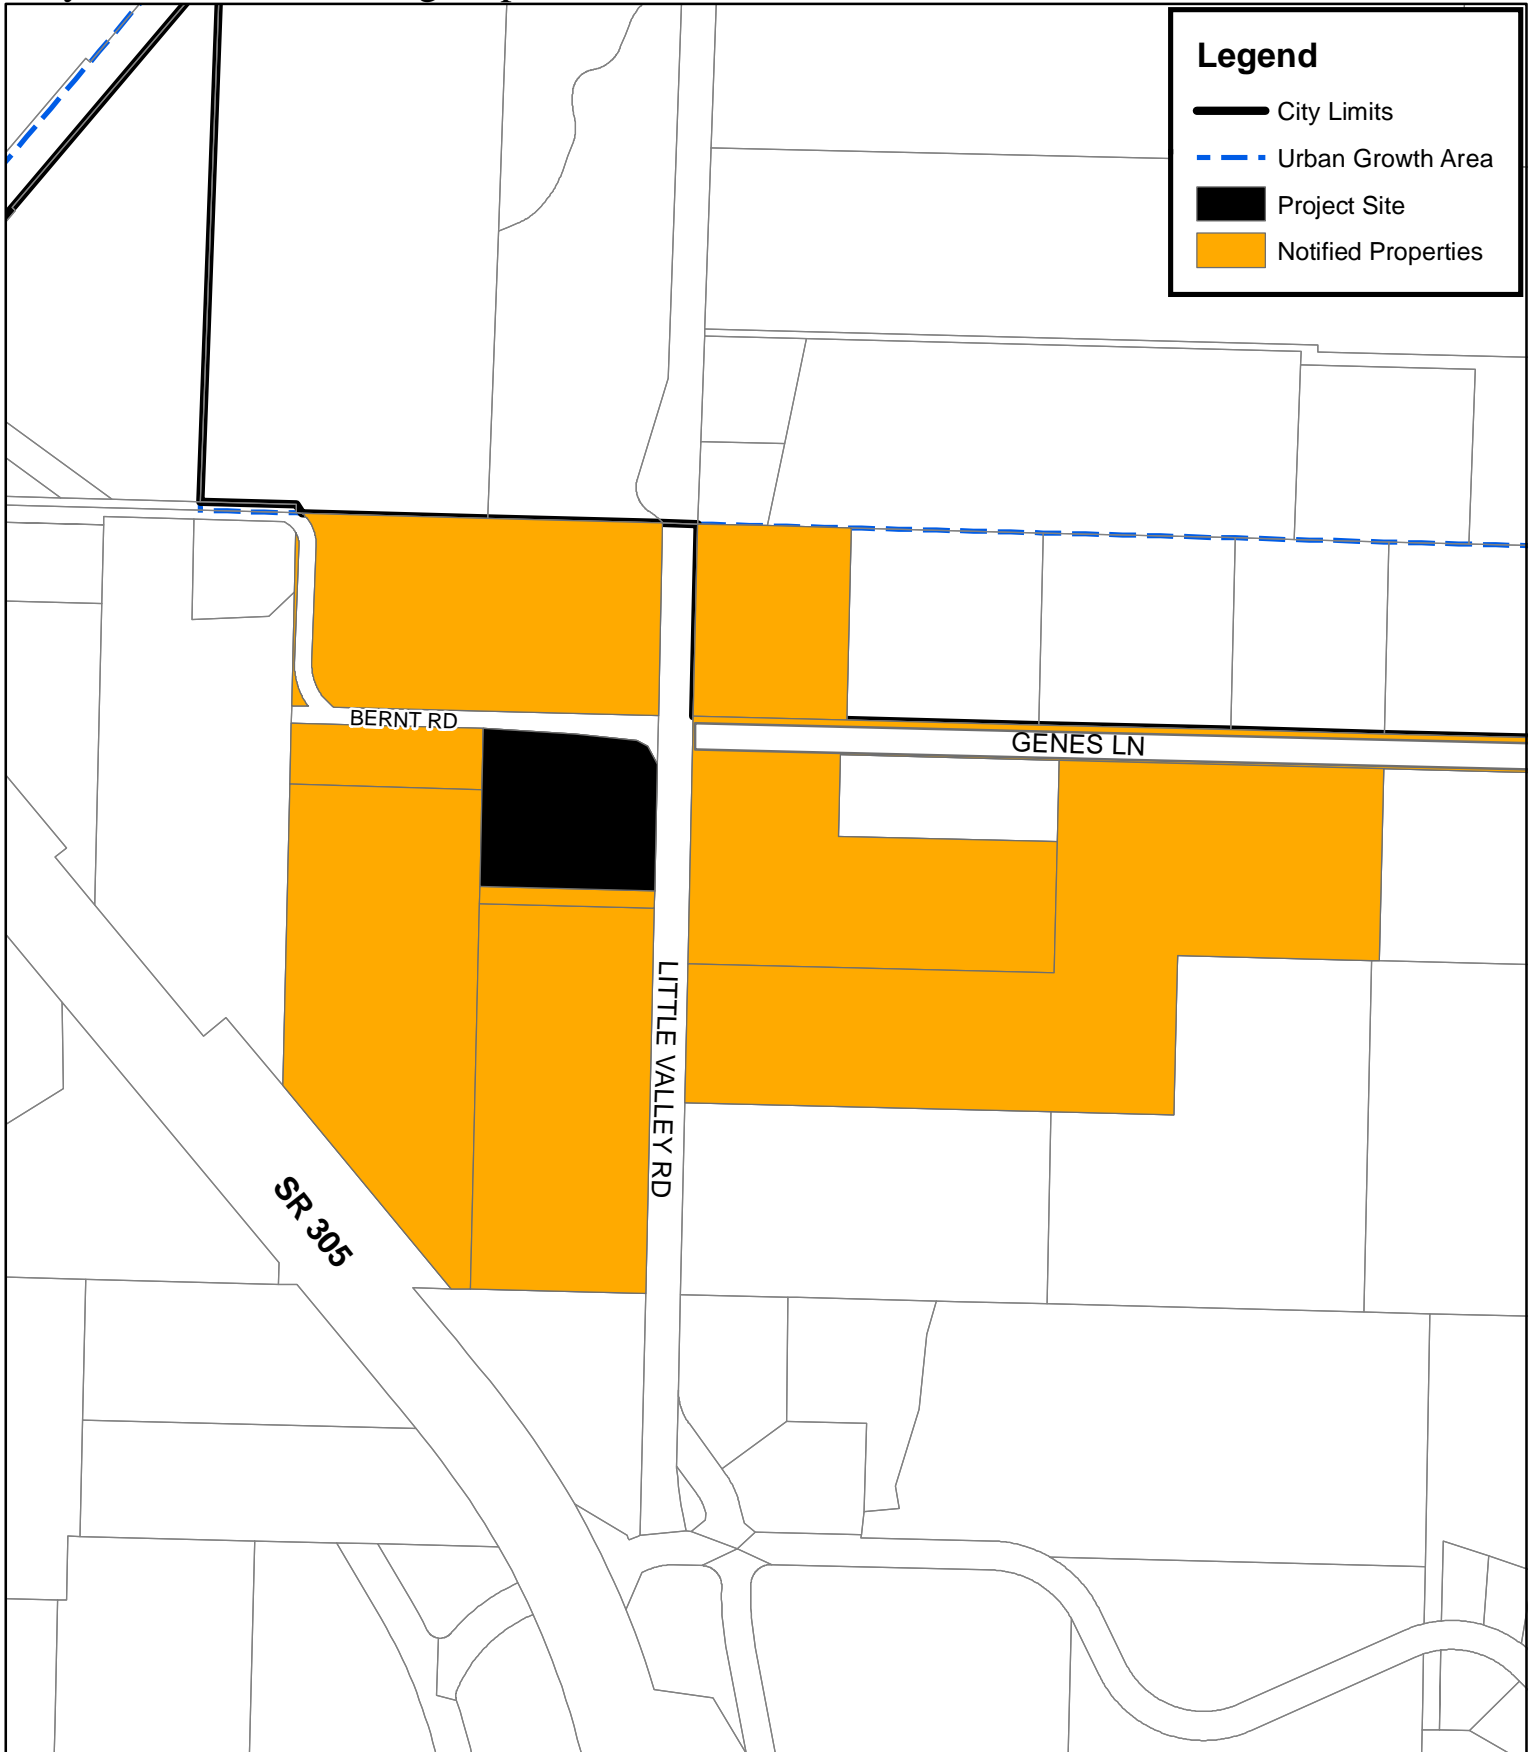 Legend
City Limits
Urban Growth Area
Project Site
Notified Properties
BERNT RD
GENES LN
LITTLE VALLEY RD
SR 305